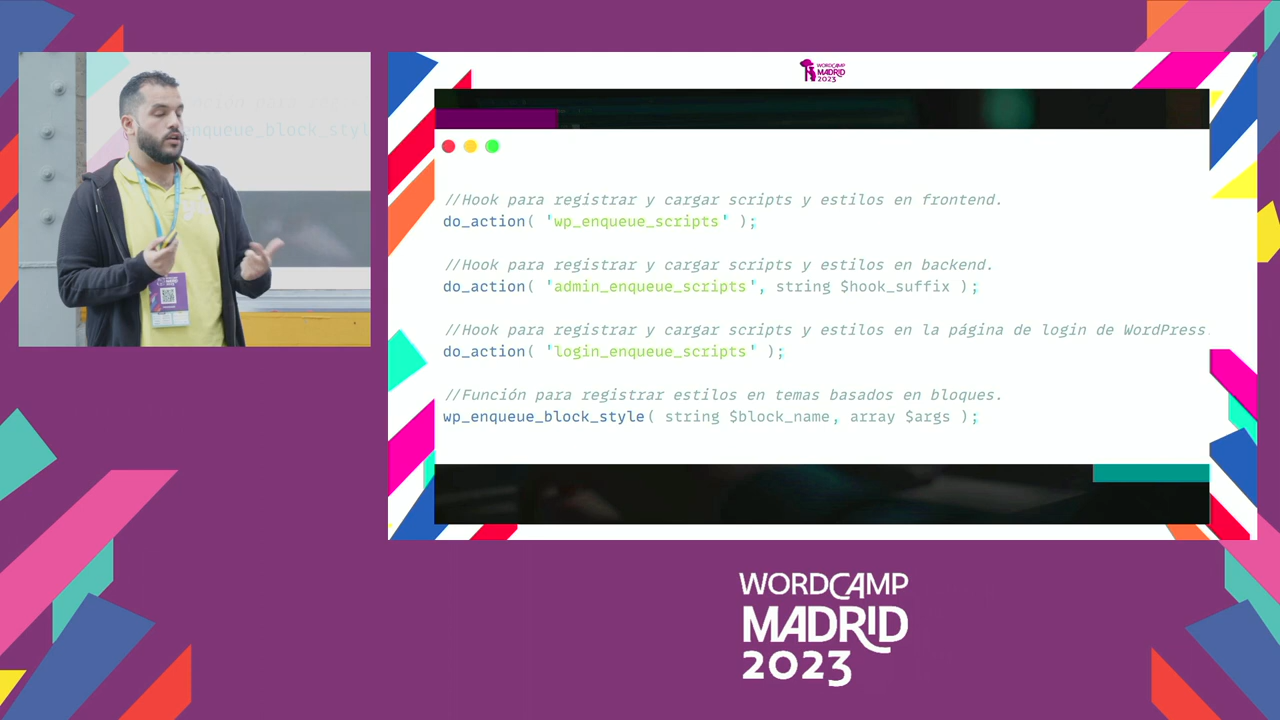 enqueue_block_styl
WORDCAMP
MADRID
2023
//Hook para registrar y cargar scripts y estilos en frontend.
do_action( 'wp_enqueue_scripts' );
//Hook para registrar y cargar scripts y estilos en backend.
do_action( 'admin_enqueue_scripts', string $hook_suffix );
//Hook para registrar y cargar scripts y estilos en la página de login de WordPress.
do_action( 'login_enqueue_scripts' );
//Función para registrar estilos en temas basados en bloques.
wp_enqueue_block_style( string $block_name, array $args );
WORDCAMP
MADRID
2023